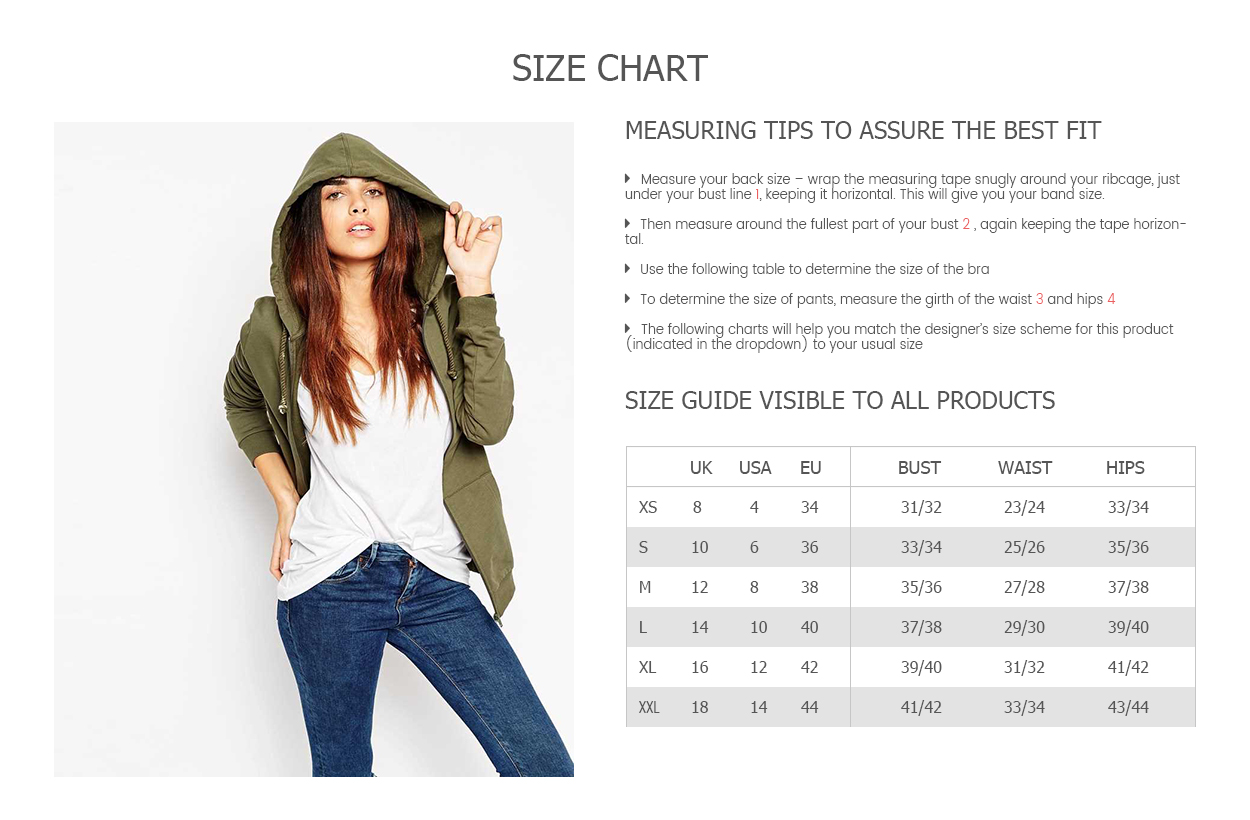 SIZE CHART
MEASURING TIPS TO ASSURE THE BEST FIT
Measure your back size – wrap the measuring tape snugly around your ribcage, just
under your bust line 1, keeping it horizontal. This will give you your band size.
Then measure around the fullest part of your bust 2 , again keeping the tape horizon-
tal.
Use the following table to determine the size of the bra
To determine the size of pants, measure the girth of the waist 3 and hips 4
The following charts will help you match the designer's size scheme for this product
(indicated in the dropdown) to your usual size
SIZE GUIDE VISIBLE TO ALL PRODUCTS
UK USA EU BUST WAIST HIPS
XS 8 4 34 31/32 23/24 33/34
S 10 6 36 33/34 25/26 35/36
M 12 8 38 35/36 27/28 37/38
L 14 10 40 37/38 29/30 39/40
XL 16 12 42 39/40 31/32 41/42
XXL 18 14 44 41/42 33/34 43/44